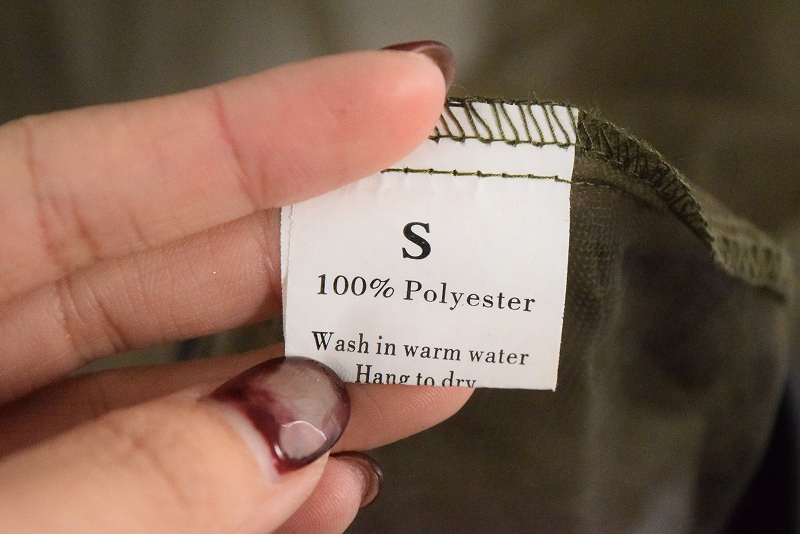 S
100% Polyester
Wash in warm water
Hang to dry